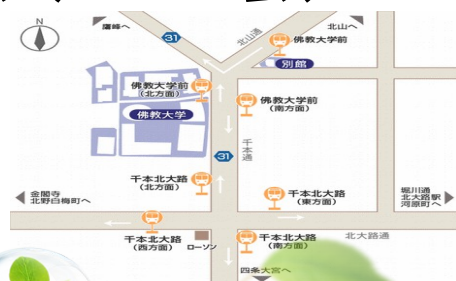 N
鷹峰へ
31
北山通
北山へ
佛教大学前
別館
佛教大学前
(北方面)
佛教大学前
(南方面)
佛教大学
千本通
31
千本北大路
(北方面)
金閣寺
北野白梅町へ
千本北大路
(東方面)
堀川通
北大路駅
河原町へ
千本北大路
(西方面)
ローソン
千本北大路
(南方面)
北大路通
四条大宮へ